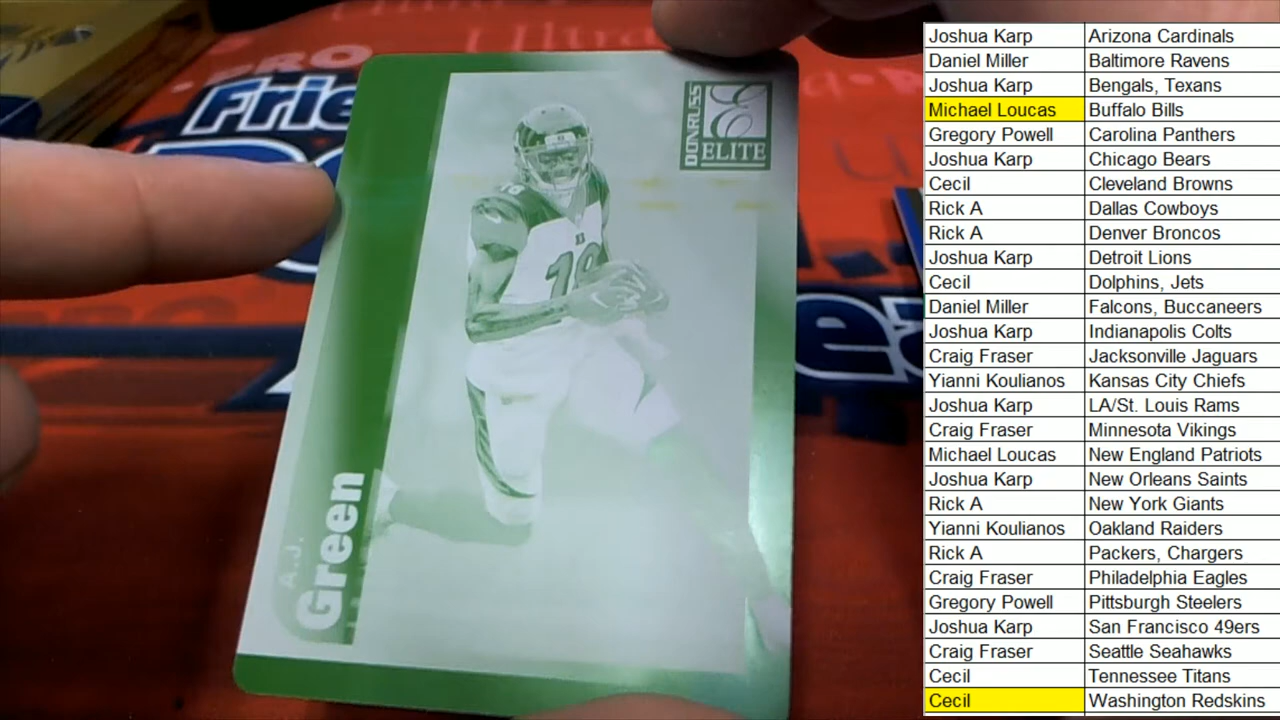 PRO
Frie
DONRUSS
E
ELITE
18
A.J.
Green
Joshua Karp Arizona Cardinals
Daniel Miller Baltimore Ravens
Joshua Karp Bengals, Texans
Michael Loucas Buffalo Bills
Gregory Powell Carolina Panthers
Joshua Karp Chicago Bears
Cecil Cleveland Browns
Rick A Dallas Cowboys
Rick A Denver Broncos
Joshua Karp Detroit Lions
Cecil Dolphins, Jets
Daniel Miller Falcons, Buccaneers
Joshua Karp Indianapolis Colts
Craig Fraser Jacksonville Jaguars
Yianni Koulianos Kansas City Chiefs
Joshua Karp LA/St. Louis Rams
Craig Fraser Minnesota Vikings
Michael Loucas New England Patriots
Joshua Karp New Orleans Saints
Rick A New York Giants
Yianni Koulianos Oakland Raiders
Rick A Packers, Chargers
Craig Fraser Philadelphia Eagles
Gregory Powell Pittsburgh Steelers
Joshua Karp San Francisco 49ers
Craig Fraser Seattle Seahawks
Cecil Tennessee Titans
Cecil Washington Redskins